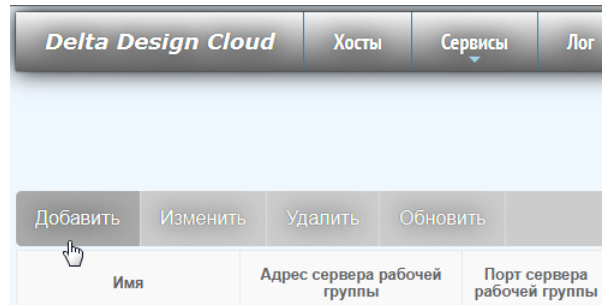 Delta Design Cloud Хосты Сервисы Лог
Добавить Изменить Удалить Обновить
Имя Адрес сервера рабочей группы Порт сервера рабочей группы